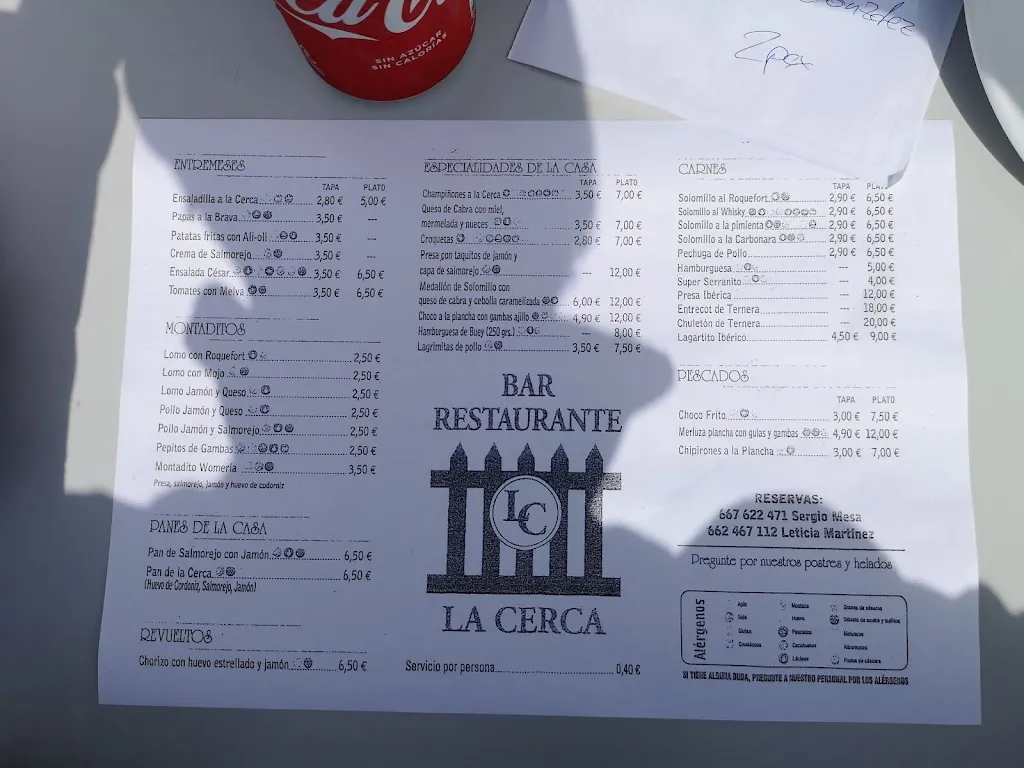 SIN AZÚCAR
SIN CALORÍAS
2pax
ENTREMESES
TAPA PLATO
Ensaladilla a la Cerca 2,80 € 5,00 €
Papas a la Brava 3,50 € ---
Patatas fritas con Ali-oli 3,50 € ---
Crema de Salmorejo 3,50 € ---
Ensalada César 3,50 € 6,50 €
Tomates con Melva 3,50 € 6,50 €
MONTADITOS
Lomo con Roquefort 2,50 €
Lomo con Mojo 2,50 €
Lomo Jamón y Queso 2,50 €
Pollo Jamón y Queso 2,50 €
Pollo Jamón y Salmorejo 2,50 €
Pepitos de Gambas 2,50 €
Montadito Womeria 3,50 €
Presa, salmorejo, jamón y huevo de codorniz
PANES DE LA CASA
Pan de Salmorejo con Jamón 6,50 €
Pan de la Cerca 6,50 €
(Huevo de Cordoniz, Salmorejo, Jamón)
REVUELTOS
Chorizo con huevo estrellado y jamón 6,50 €
ESPECIALIDADES DE LA CASA
TAPA PLATO
Champiñones a la Cerca 3,50 € 7,00 €
Queso de Cabra con miel,
mermelada y nueces 3,50 € 7,00 €
Croquetas 2,80 € 7,00 €
Presa con taquitos de jamón y
capa de salmorejo --- 12,00 €
Medallón de Solomillo con
queso de cabra y cebolla caramelizada 6,00 € 12,00 €
Choco a la plancha con gambas ajillo 4,90 € 12,00 €
Hamburguesa de Buey (250 grs.) --- 8,00 €
Lagrimitas de pollo 3,50 € 7,50 €
BAR
RESTAURANTE
LC
LA CERCA
Servicio por persona 0,40 €
CARNES
TAPA PLATO
Solomillo al Roquefort 2,90 € 6,50 €
Solomillo al Whisky 2,90 € 6,50 €
Solomillo a la pimienta 2,90 € 6,50 €
Solomillo a la Carbonara 2,90 € 6,50 €
Pechuga de Pollo 2,90 € 6,50 €
Hamburguesa --- 5,00 €
Super Serranito --- 4,00 €
Presa Ibérica --- 12,00 €
Entrecot de Ternera --- 18,00 €
Chuletón de Ternera --- 20,00 €
Lagartito Ibérico 4,50 € 9,00 €
PESCADOS
TAPA PLATO
Choco Frito 3,00 € 7,50 €
Merluza plancha con gulas y gambas 4,90 € 12,00 €
Chipirones a la Plancha 3,00 € 7,00 €
RESERVAS:
667 622 471 Sergio Mesa
662 467 112 Leticia Martínez
Pregunte por nuestros postres y helados
Alérgenos
Apio Mostaza Granos de sésamo
Soja Huevo Dióxido de azufre y sulfitos
Gluten Pescados Moluscos
Crustáceos Cacahuetes Altramuces
Lácteos Frutos de cáscara
SI TIENE ALGUNA DUDA, PREGUNTE A NUESTRO PERSONAL POR LOS ALÉRGENOS